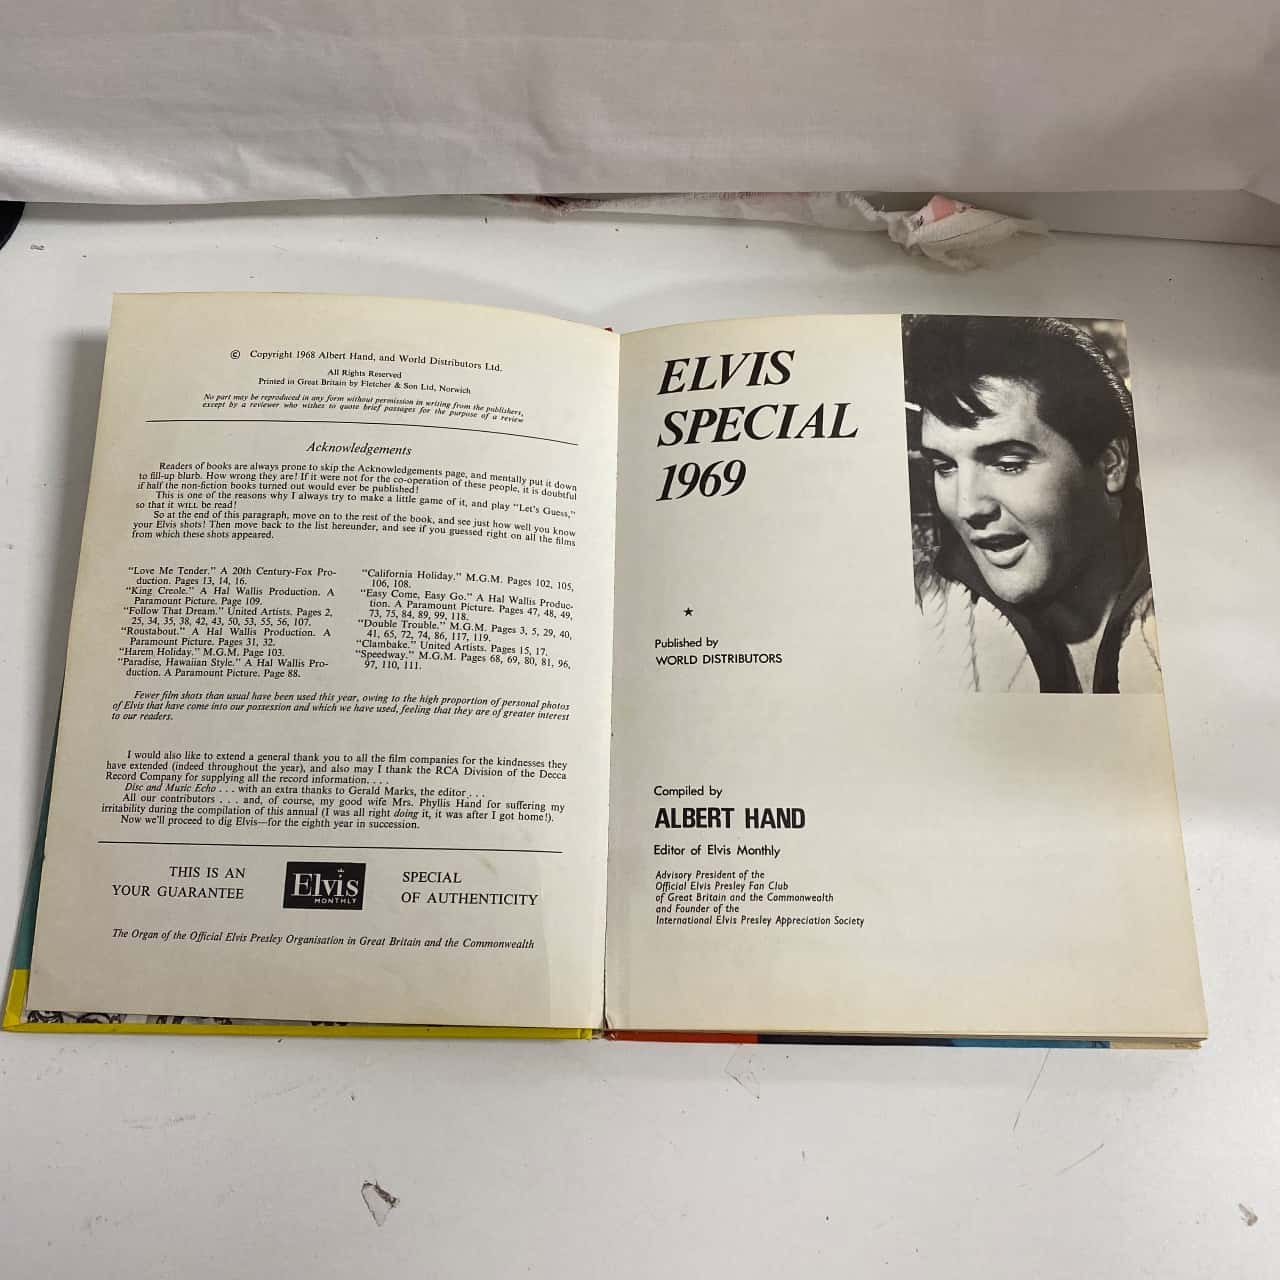 © Copyright 1968 Albert Hand, and World Distributors Ltd.
All Rights Reserved
Printed in Great Britain by Fletcher & Son Ltd, Norwich
No part may be reproduced in any form without permission in writing from the publishers,
except by a reviewer who wishes to quote brief passages for the purpose of a review
Acknowledgements
Readers of books are always prone to skip the Acknowledgements page, and mentally put it down
to fill-up blurb. How wrong they are! If it were not for the co-operation of these people, it is doubtful
if half the non-fiction books turned out would ever be published!
This is one of the reasons why I always try to make a little game of it, and play "Let's Guess,"
so that it WILL be read!
So at the end of this paragraph, move on to the rest of the book, and see just how well you know
your Elvis shots! Then move back to the list hereunder, and see if you guessed right on all the films
from which these shots appeared.
"Love Me Tender." A 20th Century-Fox Pro-
duction. Pages 13, 14, 16.
"King Creole." A Hal Wallis Production. A
Paramount Picture. Page 109.
"Follow That Dream." United Artists. Pages 2,
25, 34, 35, 38, 42, 43, 50, 53, 55, 56, 107.
"Roustabout." A Hal Wallis Production. A
Paramount Picture. Pages 31, 32.
"Harem Holiday." M.G.M. Page 103.
"Paradise, Hawaiian Style." A Hal Wallis Pro-
duction. A Paramount Picture. Page 88.
"California Holiday." M.G.M. Pages 102, 105,
106, 108.
"Easy Come, Easy Go." A Hal Wallis Produc-
tion. A Paramount Picture. Pages 47, 48, 49,
73, 75, 84, 89, 99, 118.
"Double Trouble." M.G.M. Pages 3, 5, 29, 40,
41, 65, 72, 74, 86, 117, 119.
"Clambake." United Artists. Pages 15, 17.
"Speedway." M.G.M. Pages 68, 69, 80, 81, 96,
97, 110, 111.
Fewer film shots than usual have been used this year, owing to the high proportion of personal photos
of Elvis that have come into our possession and which we have used, feeling that they are of greater interest
to our readers.
I would also like to extend a general thank you to all the film companies for the kindnesses they
have extended (indeed throughout the year), and also may I thank the RCA Division of the Decca
Record Company for supplying all the record information. . . .
Disc and Music Echo . . . with an extra thanks to Gerald Marks, the editor . . .
All our contributors . . . and, of course, my good wife Mrs. Phyllis Hand for suffering my
irritability during the compilation of this annual (I was all right doing it, it was after I got home!).
Now we'll proceed to dig Elvis—for the eighth year in succession.
THIS IS AN
YOUR GUARANTEE
Elvis
MONTHLY
SPECIAL
OF AUTHENTICITY
The Organ of the Official Elvis Presley Organisation in Great Britain and the Commonwealth
ELVIS
SPECIAL
1969
★
Published by
WORLD DISTRIBUTORS
Compiled by
ALBERT HAND
Editor of Elvis Monthly
Advisory President of the
Official Elvis Presley Fan Club
of Great Britain and the Commonwealth
and Founder of the
International Elvis Presley Appreciation Society